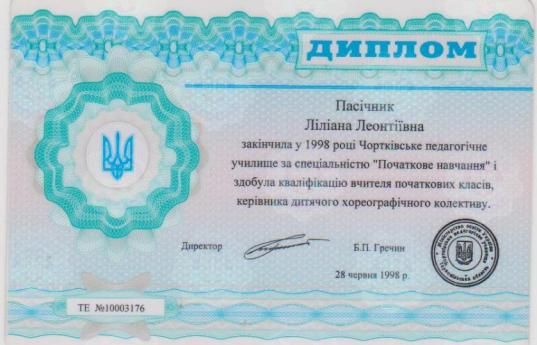 ДИПЛОМ
Пасічник
Ліліана Леонтіївна
закінчила у 1998 році Чортківське педагогічне
училище за спеціальністю "Початкове навчання" і
здобула кваліфікацію вчителя початкових класів,
керівника дитячого хореографічного колективу.
Директор Б.П. Гречин
28 червня 1998 р.
ТЕ №10003176